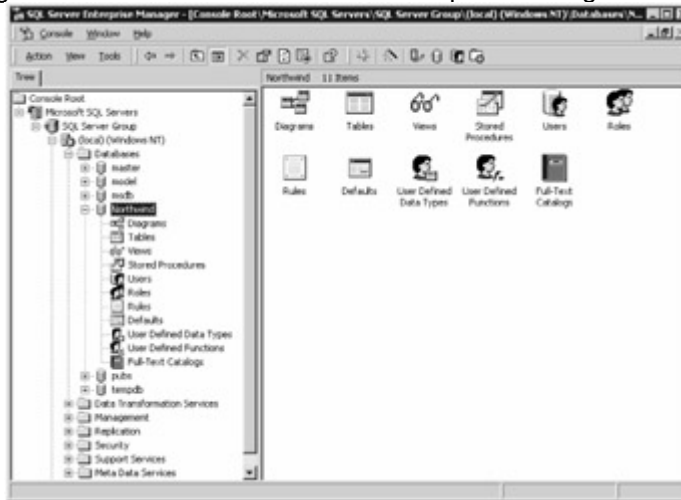 SQL Server Enterprise Manager - [Console Root\Microsoft SQL Servers\SQL Server Group\(local) (Windows NT)\Databases\N...
Console Window Help
Action View Tools
Tree
Northwind 11 Items
Console Root
Microsoft SQL Servers
SQL Server Group
(local) (Windows NT)
Databases
master
model
msdb
Northwind
Diagrams
Tables
Views
Stored Procedures
Users
Roles
Rules
Defaults
User Defined Data Types
User Defined Functions
Full-Text Catalogs
pubs
tempdb
Data Transformation Services
Management
Replication
Security
Support Services
Meta Data Services
Diagrams Tables Views Stored Procedures Users Roles
Rules Defaults User Defined Data Types User Defined Functions Full-Text Catalogs